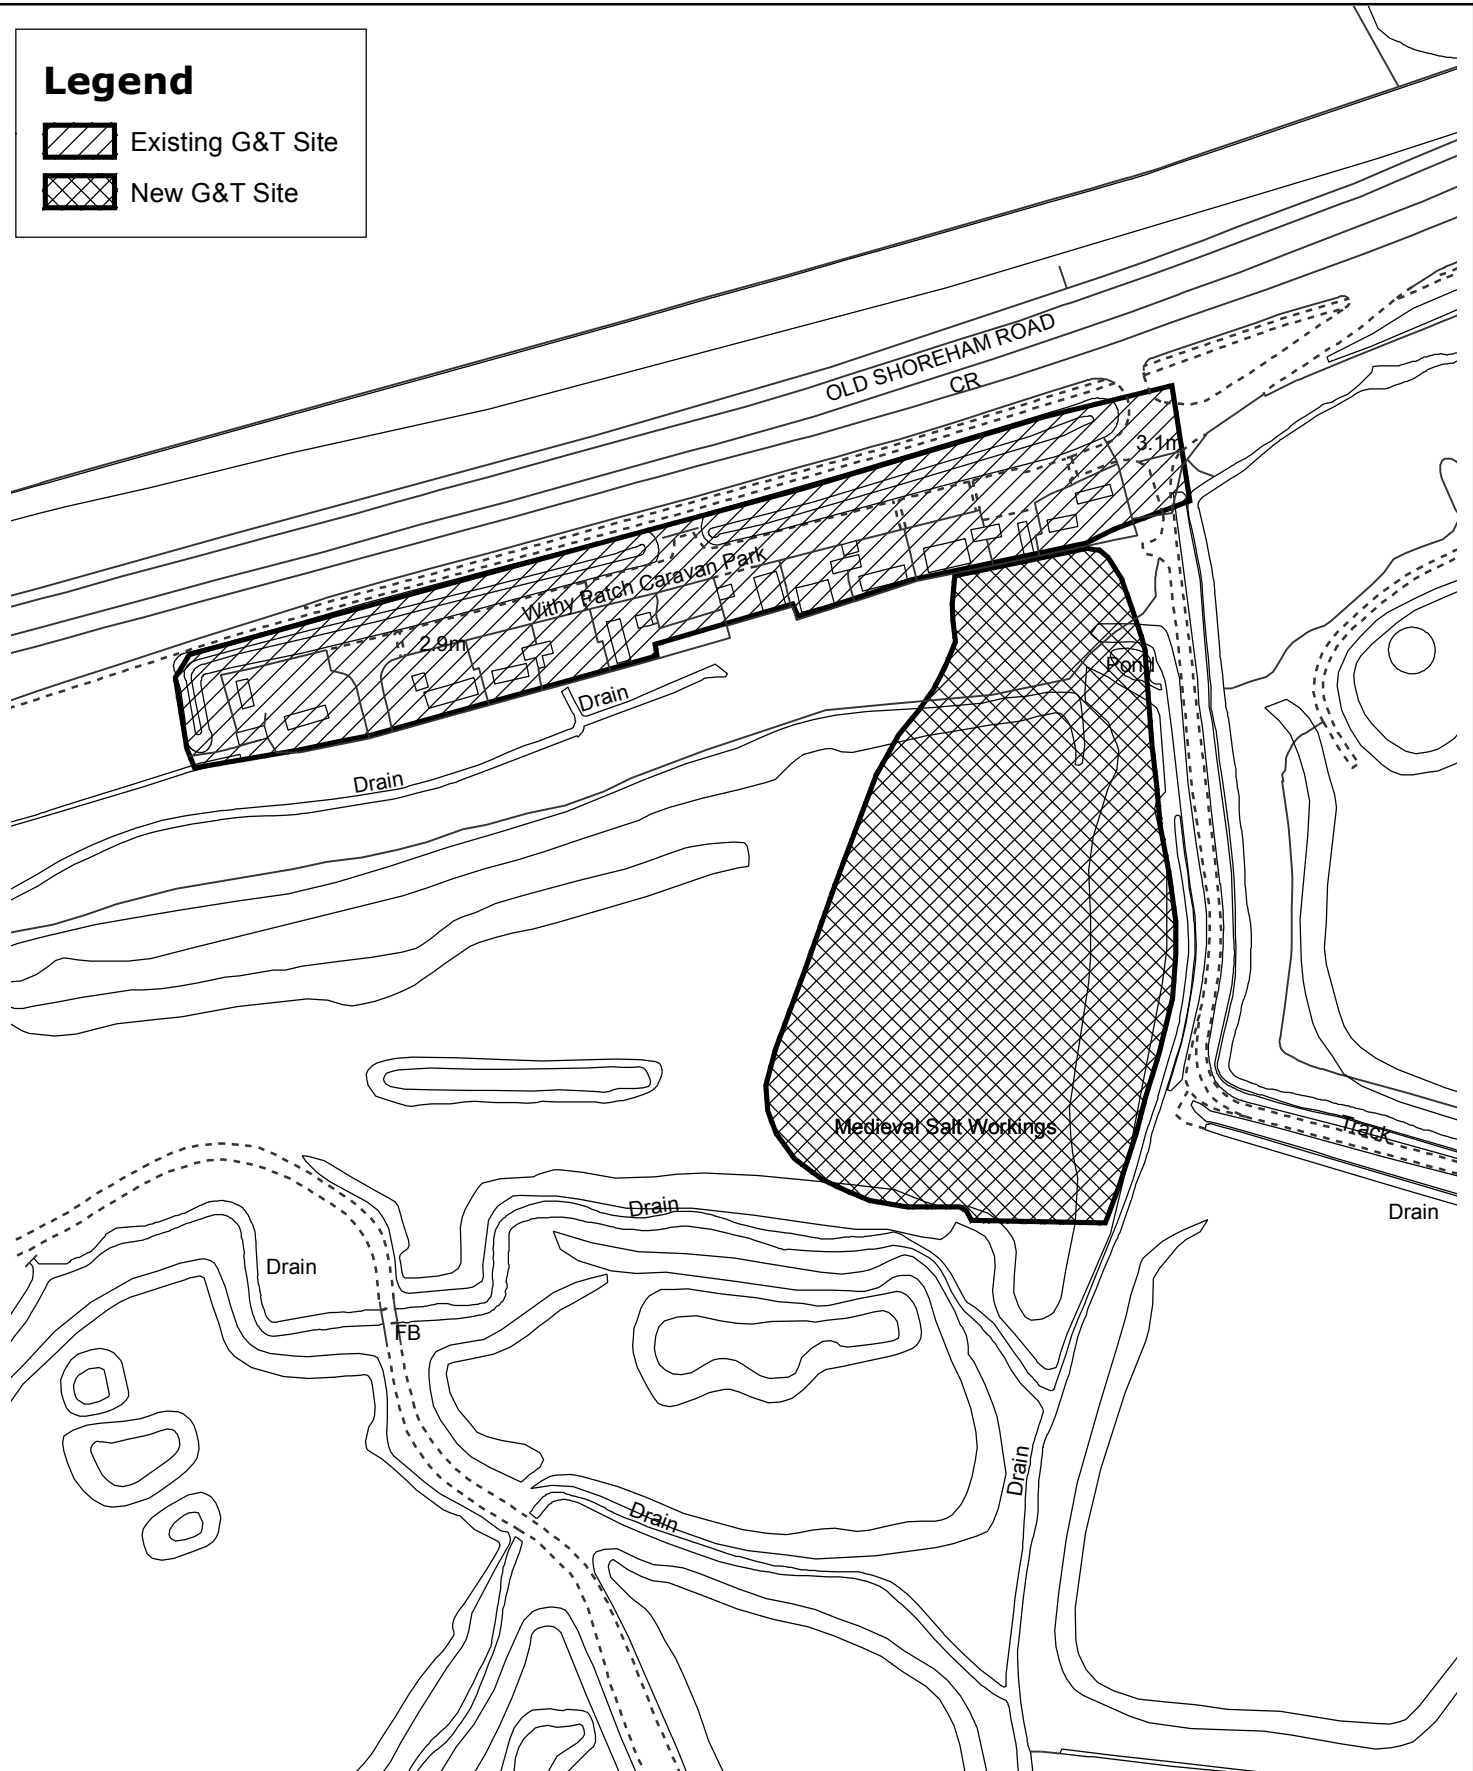 Legend
Existing G&T Site
New G&T Site
OLD SHOREHAM ROAD
CR
3.1m
Withy Patch Caravan Park
2.9m
Pond
Drain
Drain
Medieval Salt Workings
Track
Drain
Drain
Drain
FB
Drain
Drain